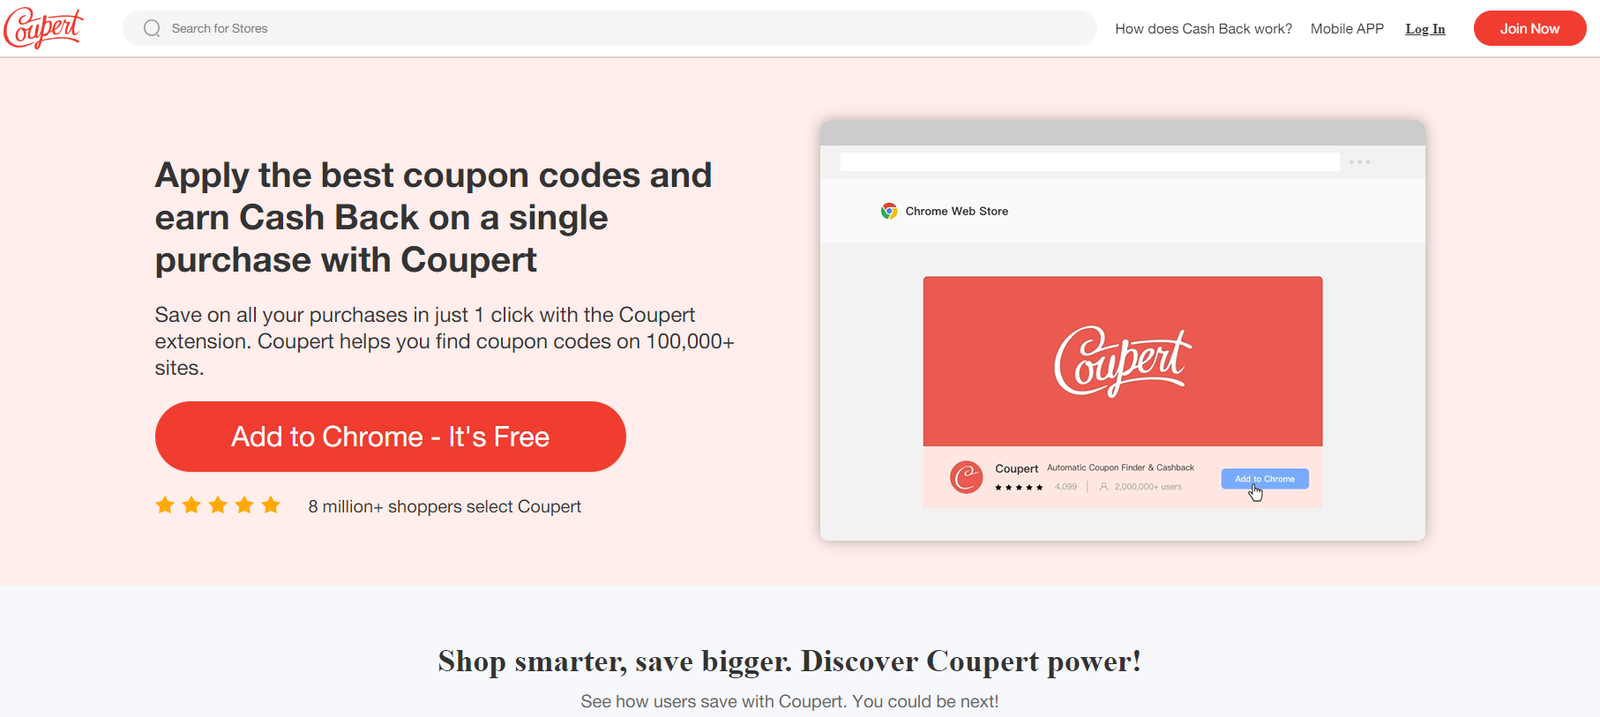 Coupert
Search for Stores
How does Cash Back work?
Mobile APP
Log In
Join Now
Apply the best coupon codes and
earn Cash Back on a single
purchase with Coupert
Save on all your purchases in just 1 click with the Coupert
extension. Coupert helps you find coupon codes on 100,000+
sites.
Add to Chrome - It's Free
8 million+ shoppers select Coupert
Chrome Web Store
Coupert
C
Coupert Automatic Coupon Finder & Cashback
4,099 | 2,000,000+ users
Add to Chrome
Shop smarter, save bigger. Discover Coupert power!
See how users save with Coupert. You could be next!